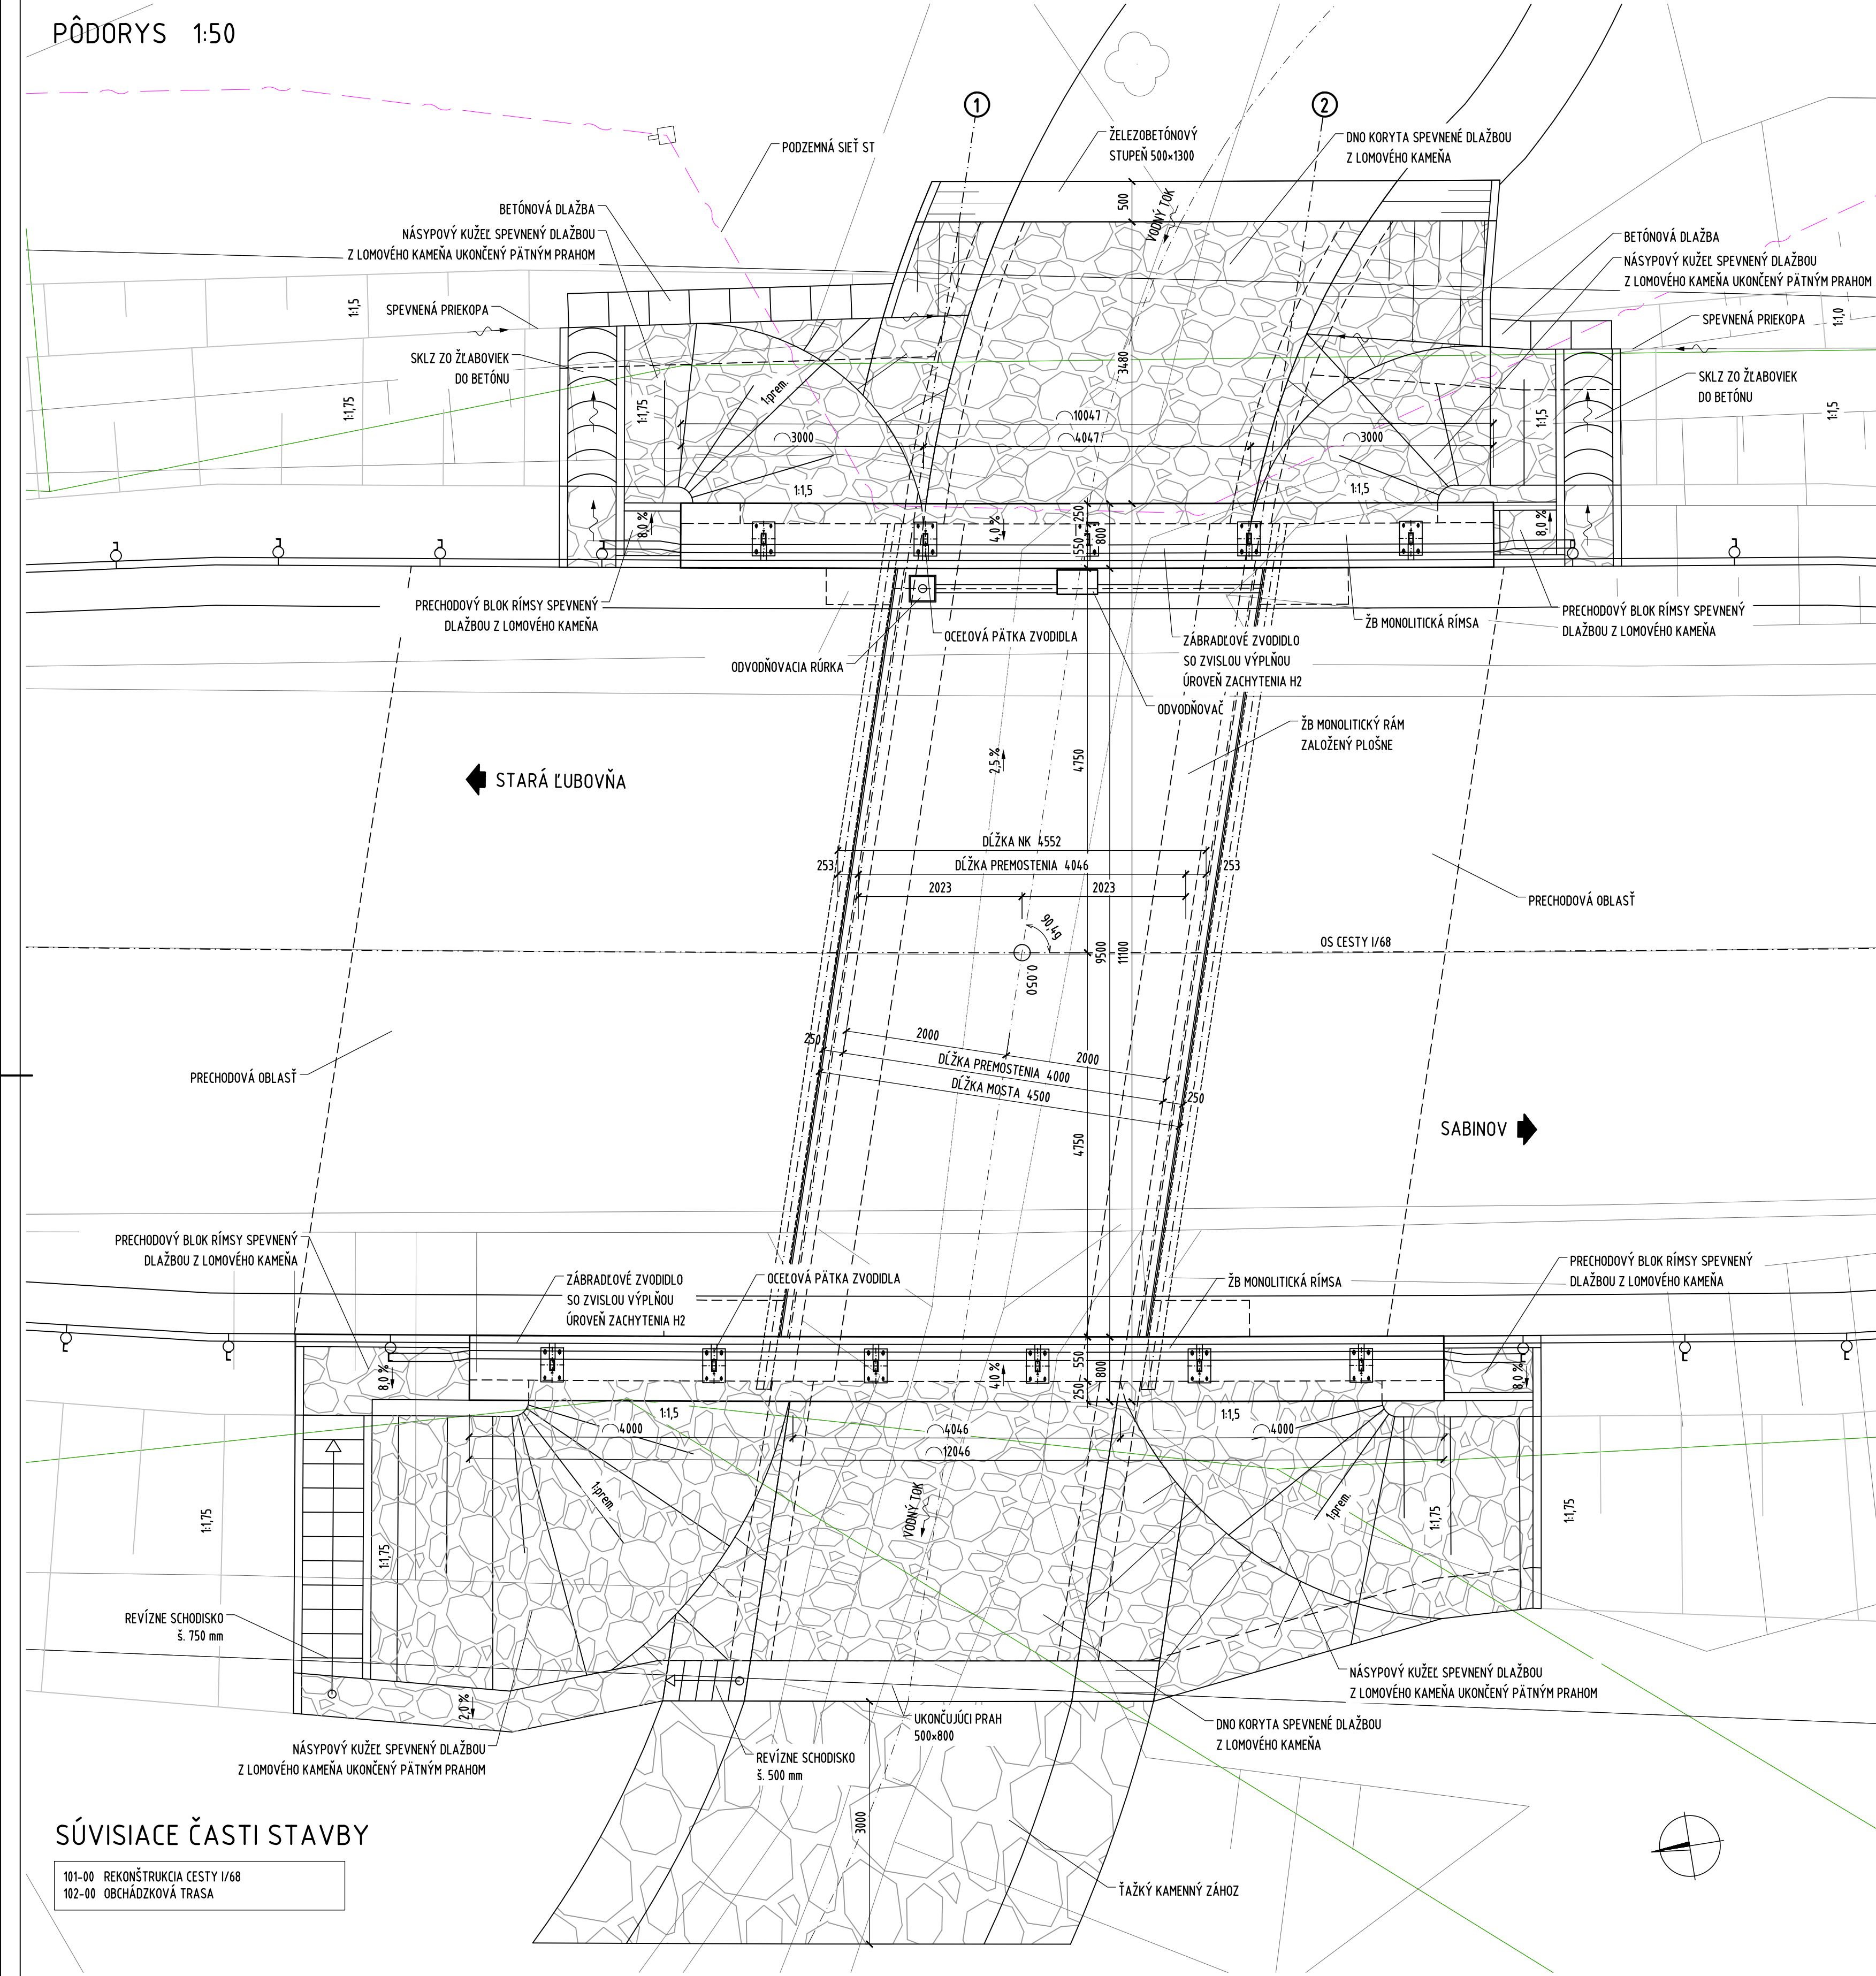 PÔDORYS 1:50
1
2
PODZEMNÁ SIEŤ ST
ŽELEZOBETÓNOVÝ
STUPEŇ 500×1300
DNO KORYTA SPEVNENÉ DLAŽBOU
Z LOMOVÉHO KAMEŇA
500
VODNÝ TOK
BETÓNOVÁ DLAŽBA
NÁSYPOVÝ KUŽEĽ SPEVNENÝ DLAŽBOU
Z LOMOVÉHO KAMEŇA UKONČENÝ PÄTNÝM PRAHOM
BETÓNOVÁ DLAŽBA
NÁSYPOVÝ KUŽEĽ SPEVNENÝ DLAŽBOU
Z LOMOVÉHO KAMEŇA UKONČENÝ PÄTNÝM PRAHOM
1:1,5
SPEVNENÁ PRIEKOPA
SPEVNENÁ PRIEKOPA
1:1,0
SKLZ ZO ŽĽABOVIEK
DO BETÓNU
3480
SKLZ ZO ŽĽABOVIEK
DO BETÓNU
1:1,75
1:1,75
1:prem.
10047
3000
4047
3000
1:1,5
1:1,5
1:1,5
1:1,5
8,0 %
4,0 %
250
550
800
8,0 %
PRECHODOVÝ BLOK RÍMSY SPEVNENÝ
DLAŽBOU Z LOMOVÉHO KAMEŇA
OCEĽOVÁ PÄTKA ZVODIDLA
ODVODŇOVACIA RÚRKA
ZÁBRADĽOVÉ ZVODIDLO
SO ZVISLOU VÝPLŇOU
ÚROVEŇ ZACHYTENIA H2
ŽB MONOLITICKÁ RÍMSA
PRECHODOVÝ BLOK RÍMSY SPEVNENÝ
DLAŽBOU Z LOMOVÉHO KAMEŇA
ODVODŇOVAČ
ŽB MONOLITICKÝ RÁM
ZALOŽENÝ PLOŠNE
STARÁ ĽUBOVŇA
2,5 %
4750
DĹŽKA NK 4552
253
DĹŽKA PREMOSTENIA 4046
253
2023
2023
PRECHODOVÁ OBLASŤ
90,4g
OS CESTY I/68
9500
11100
0.050
250
2000
2000
DĹŽKA PREMOSTENIA 4000
DĹŽKA MOSTA 4500
250
PRECHODOVÁ OBLASŤ
SABINOV
4750
PRECHODOVÝ BLOK RÍMSY SPEVNENÝ
DLAŽBOU Z LOMOVÉHO KAMEŇA
ZÁBRADĽOVÉ ZVODIDLO
SO ZVISLOU VÝPLŇOU
ÚROVEŇ ZACHYTENIA H2
OCEĽOVÁ PÄTKA ZVODIDLA
ŽB MONOLITICKÁ RÍMSA
PRECHODOVÝ BLOK RÍMSY SPEVNENÝ
DLAŽBOU Z LOMOVÉHO KAMEŇA
8,0 %
4,0 %
550
250
800
8,0 %
1:1,5
1:1,5
4000
4046
4000
12046
1:prem.
1:prem.
VODNÝ TOK
1:1,75
1:1,75
1:1,75
1:1,75
REVÍZNE SCHODISKO
š. 750 mm
2,0 %
NÁSYPOVÝ KUŽEĽ SPEVNENÝ DLAŽBOU
Z LOMOVÉHO KAMEŇA UKONČENÝ PÄTNÝM PRAHOM
UKONČUJÚCI PRAH
500×800
DNO KORYTA SPEVNENÉ DLAŽBOU
Z LOMOVÉHO KAMEŇA
NÁSYPOVÝ KUŽEĽ SPEVNENÝ DLAŽBOU
Z LOMOVÉHO KAMEŇA UKONČENÝ PÄTNÝM PRAHOM
REVÍZNE SCHODISKO
š. 500 mm
3000
ŤAŽKÝ KAMENNÝ ZÁHOZ
SÚVISIACE ČASTI STAVBY
101-00 REKONŠTRUKCIA CESTY I/68
102-00 OBCHÁDZKOVÁ TRASA